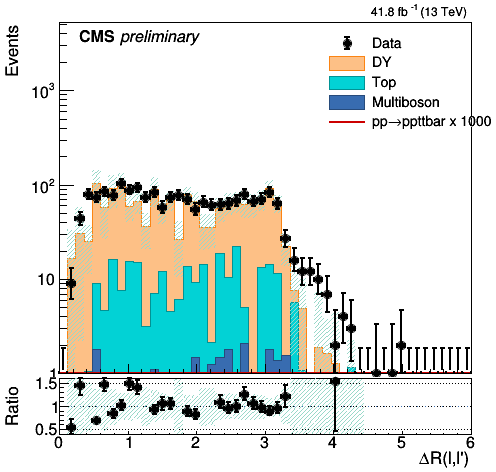 41.8 fb⁻¹ (13 TeV)
CMS preliminary
Events
Data
DY
Top
Multiboson
pp→ppttbar x 1000
10³
10²
10
1
1.5
1
0.5
Ratio
0 1 2 3 4 5 6
ΔR(l,l')